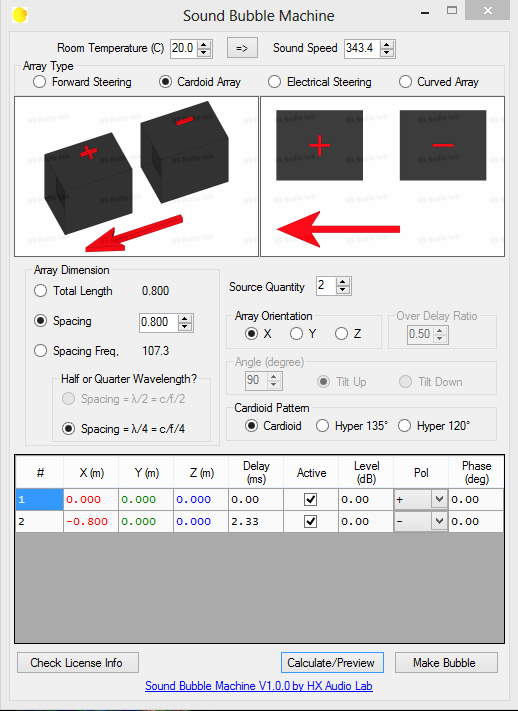 Sound Bubble Machine
Room Temperature (C) 20.0 => Sound Speed 343.4
Array Type
Forward Steering Cardoid Array Electrical Steering Curved Array
+ − + −
Array Dimension
Total Length 0.800
Source Quantity 2
Spacing 0.800
Array Orientation
X Y Z
Over Delay Ratio
0.50
Spacing Freq, 107.3
Half or Quarter Wavelength?
Spacing = λ/2 = c/f/2
Spacing = λ/4 = c/f/4
Angle (degree)
90 Tilt Up Tilt Down
Cardioid Pattern
Cardioid Hyper 135° Hyper 120°
# X (m) Y (m) Z (m) Delay (ms) Active Level (dB) Pol Phase (deg)
1 0.000 0.000 0.000 0.00 0.00 + 0.00
2 -0.800 0.000 0.000 2.33 0.00 − 0.00
Check License Info Calculate/Preview Make Bubble
Sound Bubble Machine V1.0.0 by HX Audio Lab